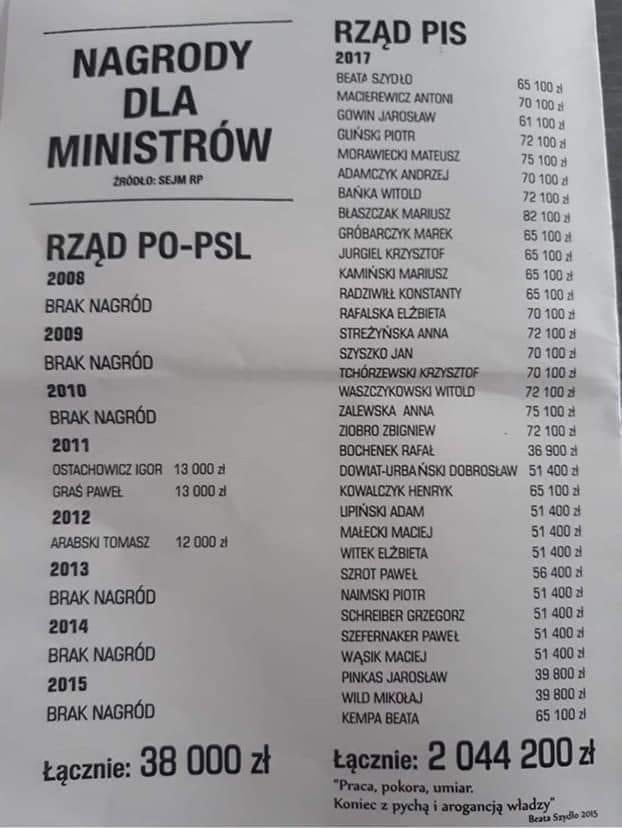 NAGRODY
DLA
MINISTRÓW
ŹRÓDŁO: SEJM RP
RZĄD PO-PSL
2008
BRAK NAGRÓD
2009
BRAK NAGRÓD
2010
BRAK NAGRÓD
2011
OSTACHOWICZ IGOR 13 000 zł
GRAŚ PAWEŁ 13 000 zł
2012
ARABSKI TOMASZ 12 000 zł
2013
BRAK NAGRÓD
2014
BRAK NAGRÓD
2015
BRAK NAGRÓD
Łącznie: 38 000 zł
RZĄD PIS
2017
BEATA SZYDŁO 65 100 zł
MACIEREWICZ ANTONI 70 100 zł
GOWIN JAROSŁAW 61 100 zł
GLIŃSKI PIOTR 72 100 zł
MORAWIECKI MATEUSZ 75 100 zł
ADAMCZYK ANDRZEJ 70 100 zł
BAŃKA WITOLD 72 100 zł
BŁASZCZAK MARIUSZ 82 100 zł
GRÓBARCZYK MAREK 65 100 zł
JURGIEL KRZYSZTOF 65 100 zł
KAMIŃSKI MARIUSZ 65 100 zł
RADZIWIŁŁ KONSTANTY 65 100 zł
RAFALSKA ELŻBIETA 70 100 zł
STREŻYŃSKA ANNA 72 100 zł
SZYSZKO JAN 70 100 zł
TCHÓRZEWSKI KRZYSZTOF 70 100 zł
WASZCZYKOWSKI WITOLD 72 100 zł
ZALEWSKA ANNA 75 100 zł
ZIOBRO ZBIGNIEW 72 100 zł
BOCHENEK RAFAŁ 36 900 zł
DOWIAT-URBAŃSKI DOBROSŁAW 51 400 zł
KOWALCZYK HENRYK 65 100 zł
LIPIŃSKI ADAM 51 400 zł
MAŁECKI MACIEJ 51 400 zł
WITEK ELŻBIETA 51 400 zł
SZROT PAWEŁ 56 400 zł
NAIMSKI PIOTR 51 400 zł
SCHREIBER GRZEGORZ 51 400 zł
SZEFERNAKER PAWEŁ 51 400 zł
WĄSIK MACIEJ 51 400 zł
PINKAS JAROSŁAW 39 800 zł
WILD MIKOŁAJ 39 800 zł
KEMPA BEATA 65 100 zł
Łącznie: 2 044 200 zł
"Praca, pokora, umiar.
Koniec z pychą i arogancją władzy"
Beata Szydło 2015